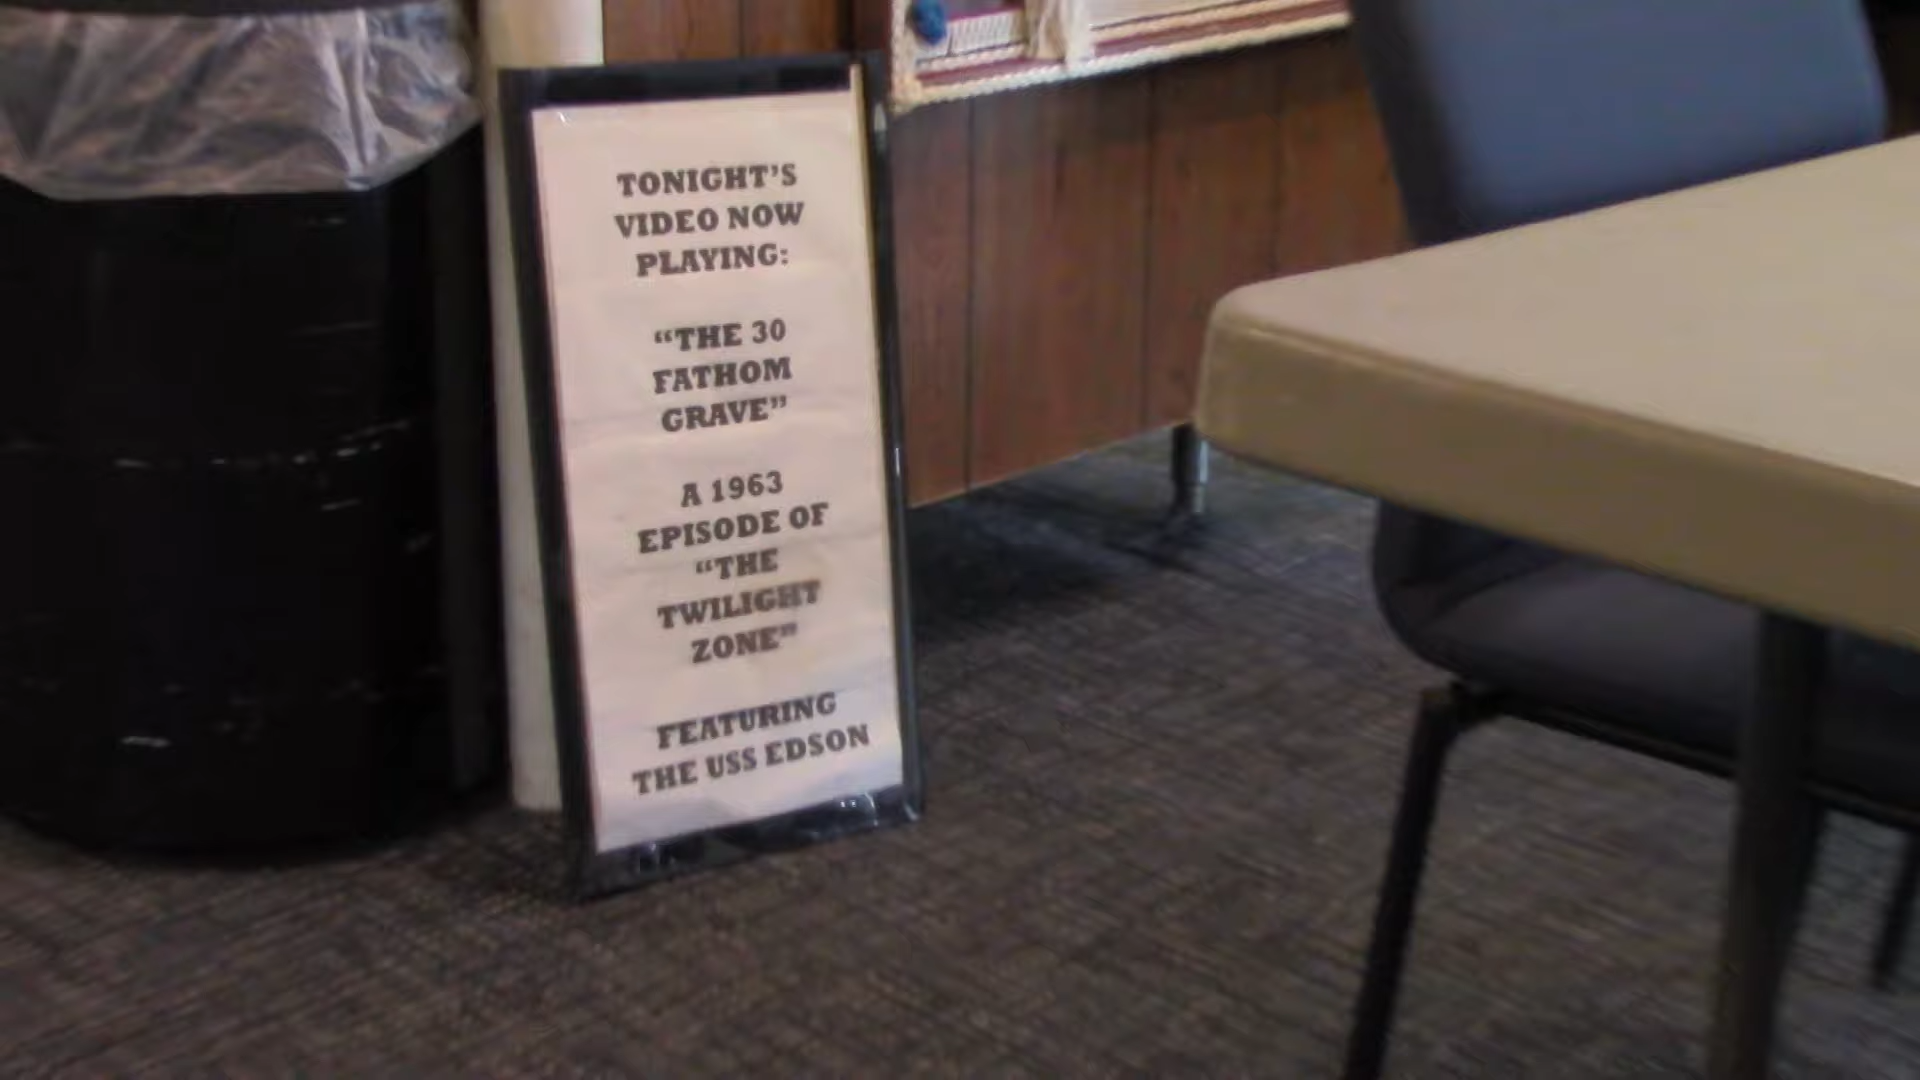 TONIGHT'S
VIDEO NOW
PLAYING:
“THE 30
FATHOM
GRAVE”
A 1963
EPISODE OF
“THE
TWILIGHT
ZONE”
FEATURING
THE USS EDSON